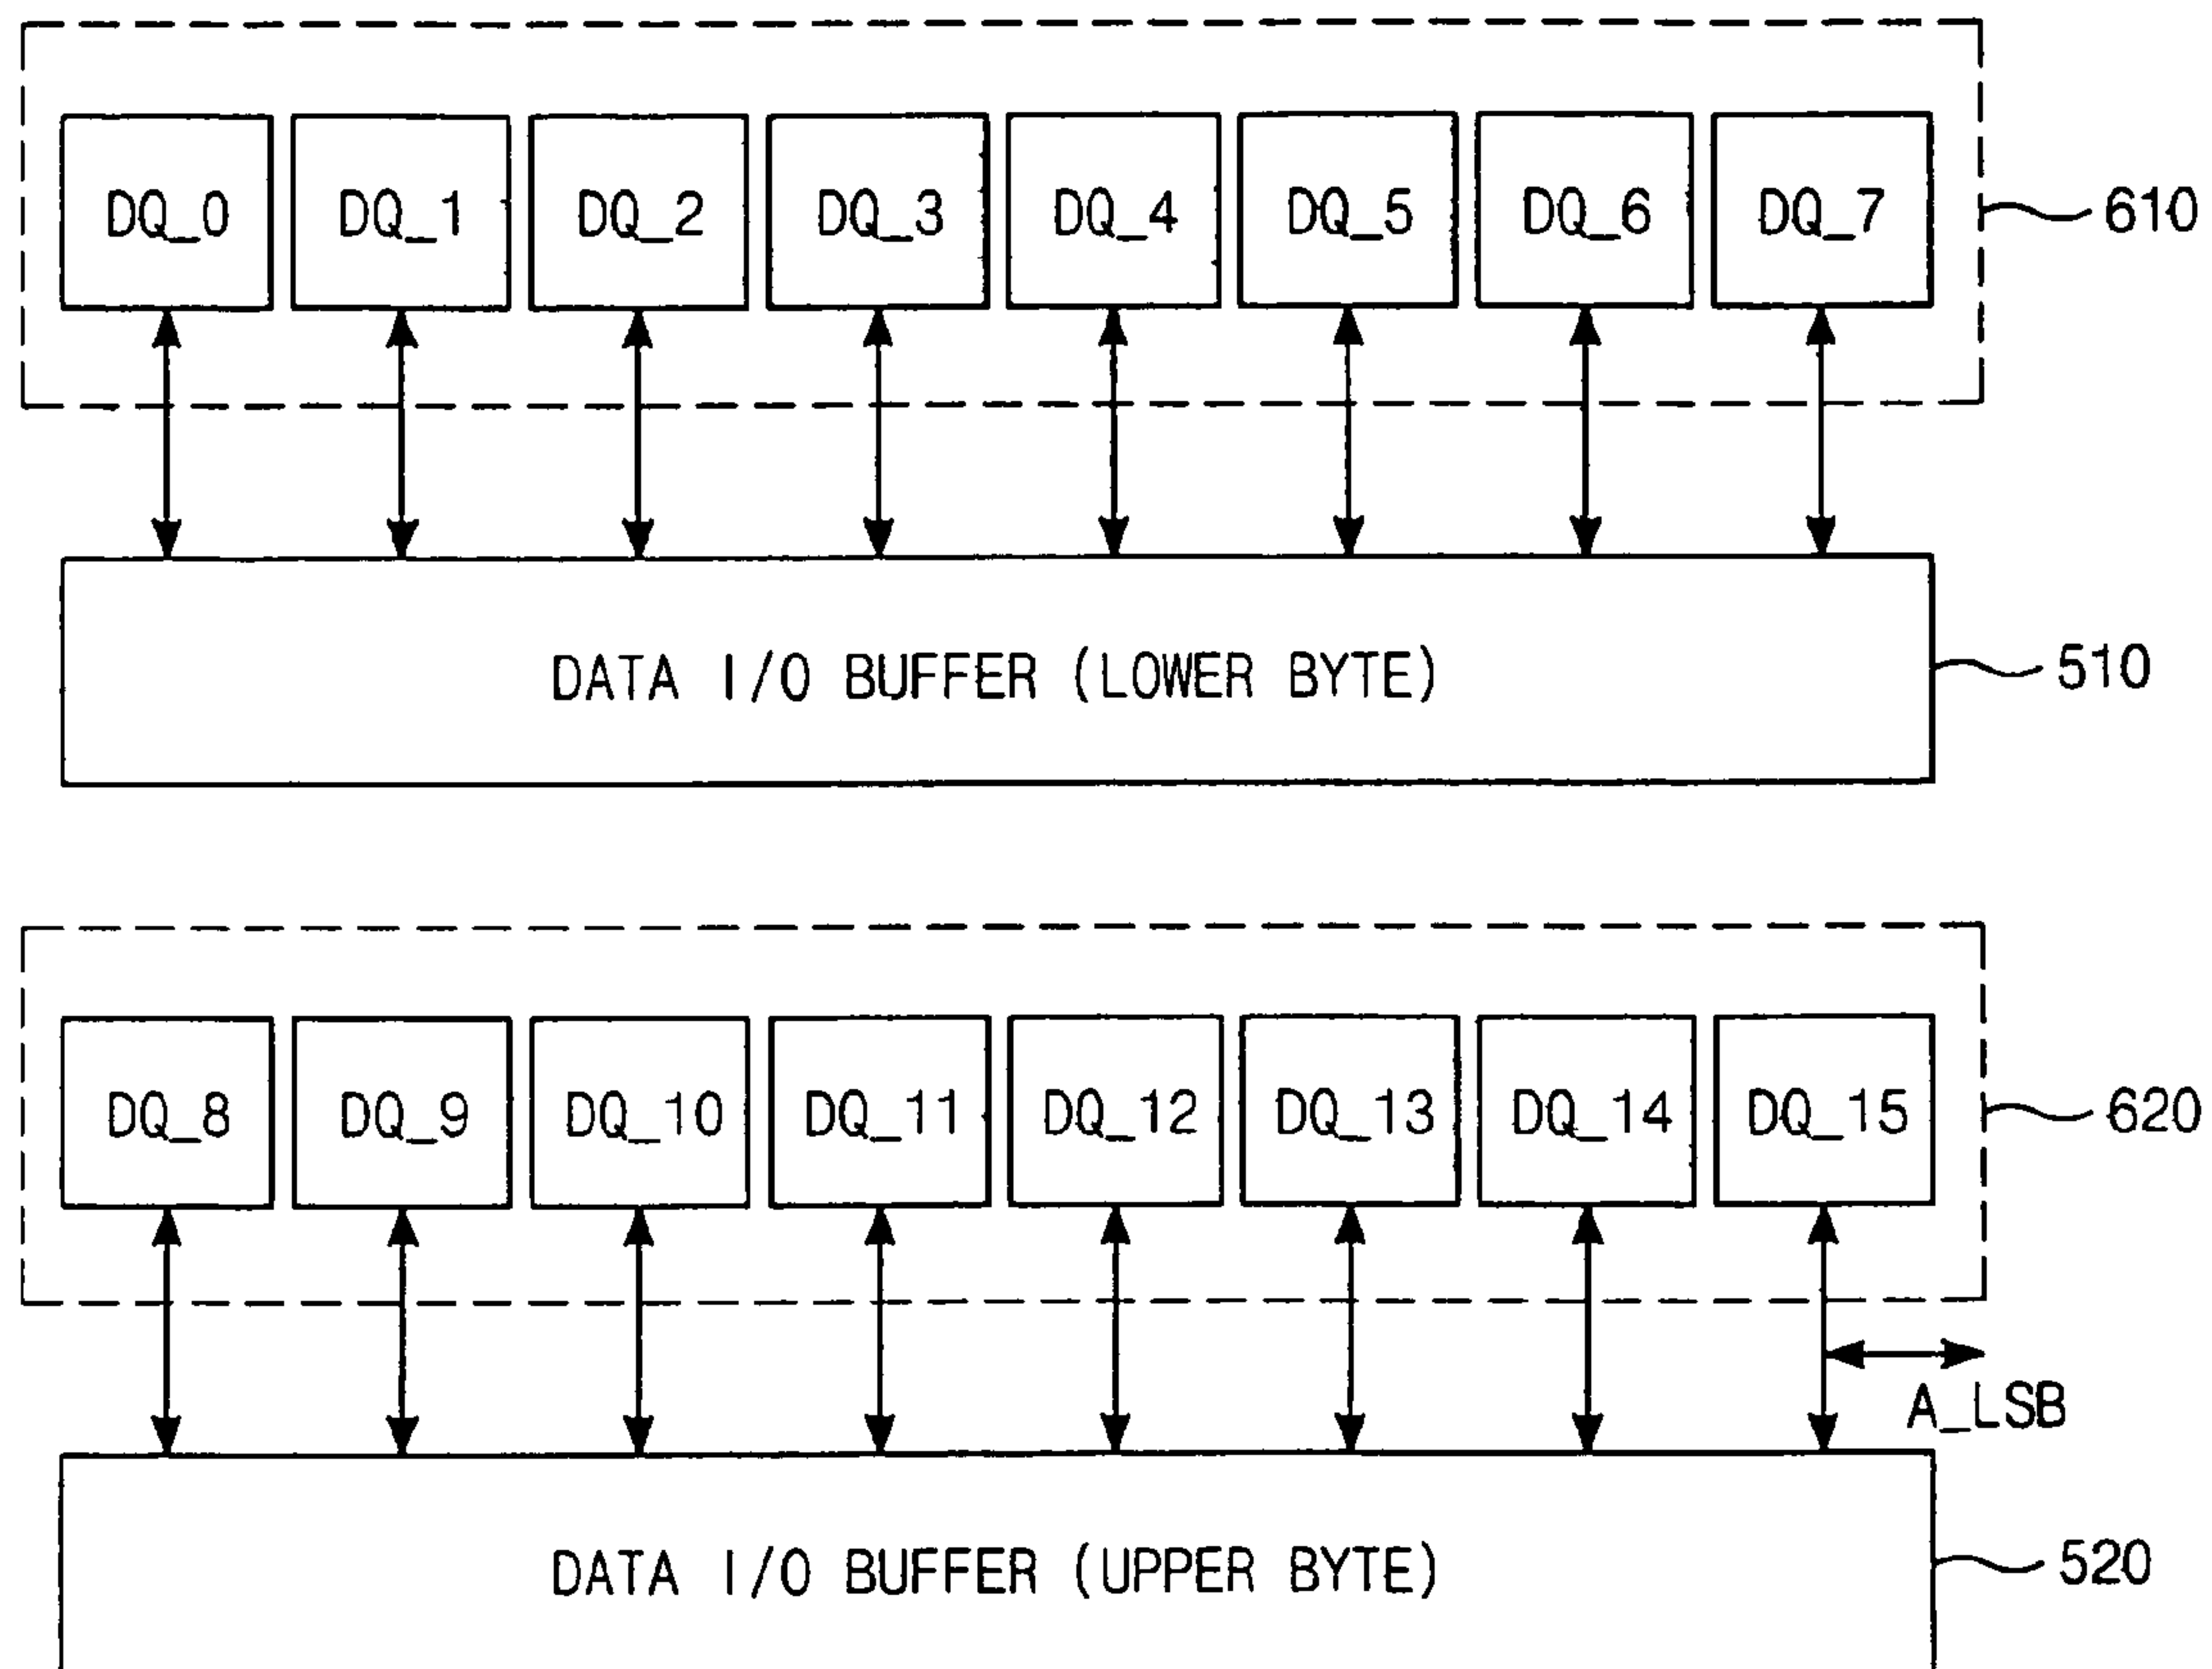 DQ_0 DQ_1 DQ_2 DQ_3 DQ_4 DQ_5 DQ_6 DQ_7 610
DATA I/O BUFFER (LOWER BYTE) 510
DQ_8 DQ_9 DQ_10 DQ_11 DQ_12 DQ_13 DQ_14 DQ_15 620
A_LSB
DATA I/O BUFFER (UPPER BYTE) 520